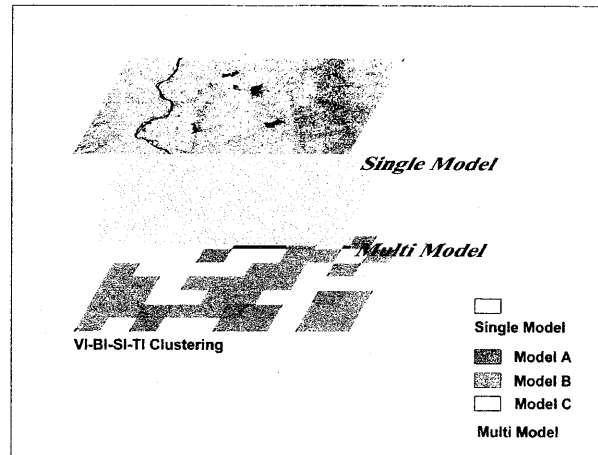 Single Model
Multi Model
VI-BI-SI-TI Clustering
Single Model
Model A
Model B
Model C
Multi Model